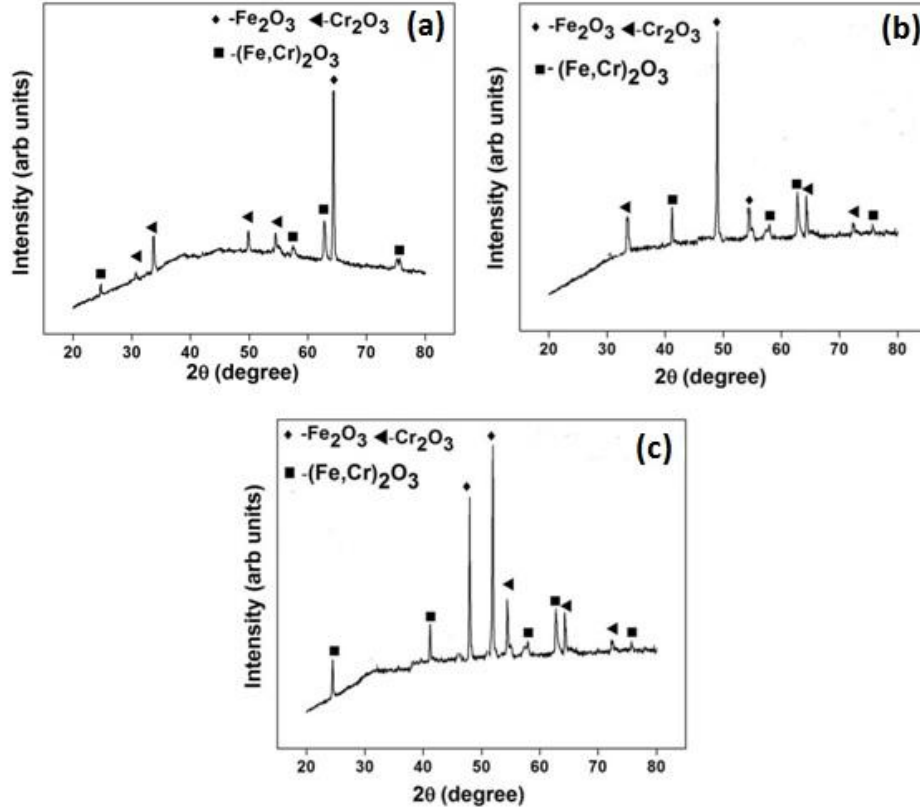 ♦ -Fe2O3 ◀-Cr2O3 (a)
■ -(Fe,Cr)2O3
Intensity (arb units)
20 30 40 50 60 70 80
2θ (degree)
♦ -Fe2O3 ◀-Cr2O3 (b)
■ - (Fe,Cr)2O3
Intensity (arb units)
20 30 40 50 60 70 80
2θ (degree)
♦ -Fe2O3 ◀-Cr2O3 (c)
■ -(Fe,Cr)2O3
Intensity (arb units)
20 30 40 50 60 70 80
2θ (degree)